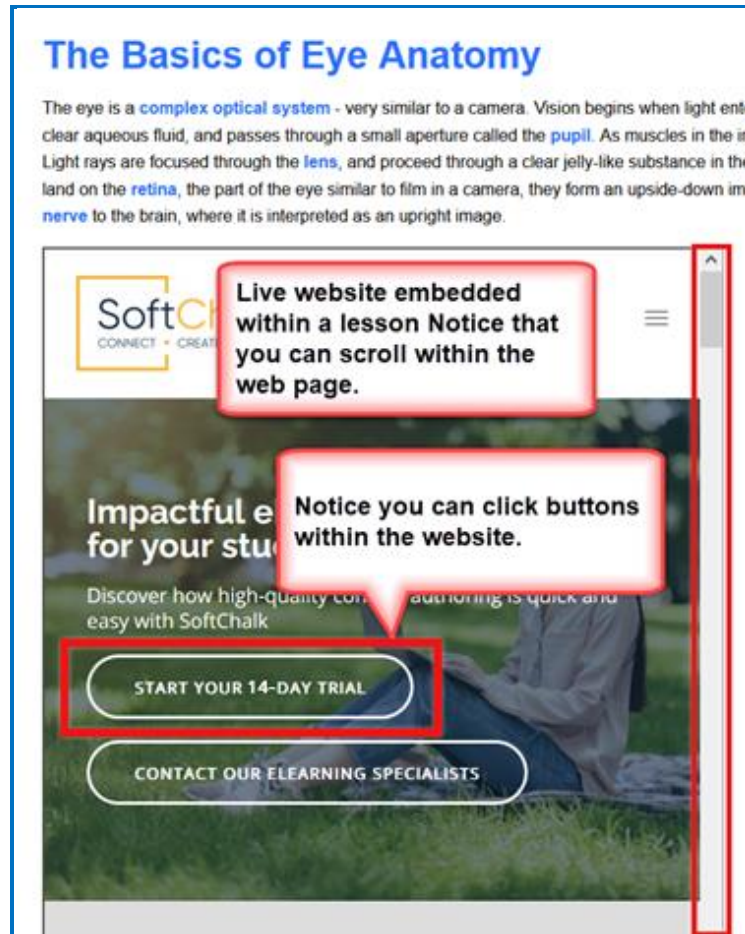 The Basics of Eye Anatomy
The eye is a complex optical system - very similar to a camera. Vision begins when light
clear aqueous fluid, and passes through a small aperture called the pupil. As muscles in the
Light rays are focused through the lens, and proceed through a clear jelly-like substance in
land on the retina, the part of the eye similar to film in a camera, they form an upside-down
nerve to the brain, where it is interpreted as an upright image.
Live website embedded
within a lesson Notice that
you can scroll within the
web page.
Soft
CONNECT • CREAT
Notice you can click buttons
within the website.
Impactful e
for your stu
Discover how high-quality authoring is quick and
easy with SoftChalk
START YOUR 14-DAY TRIAL
CONTACT OUR ELEARNING SPECIALISTS